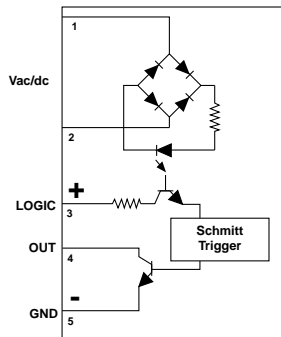 1
Vac/dc
2
+
LOGIC
3
Schmitt
Trigger
OUT
4
-
GND
5